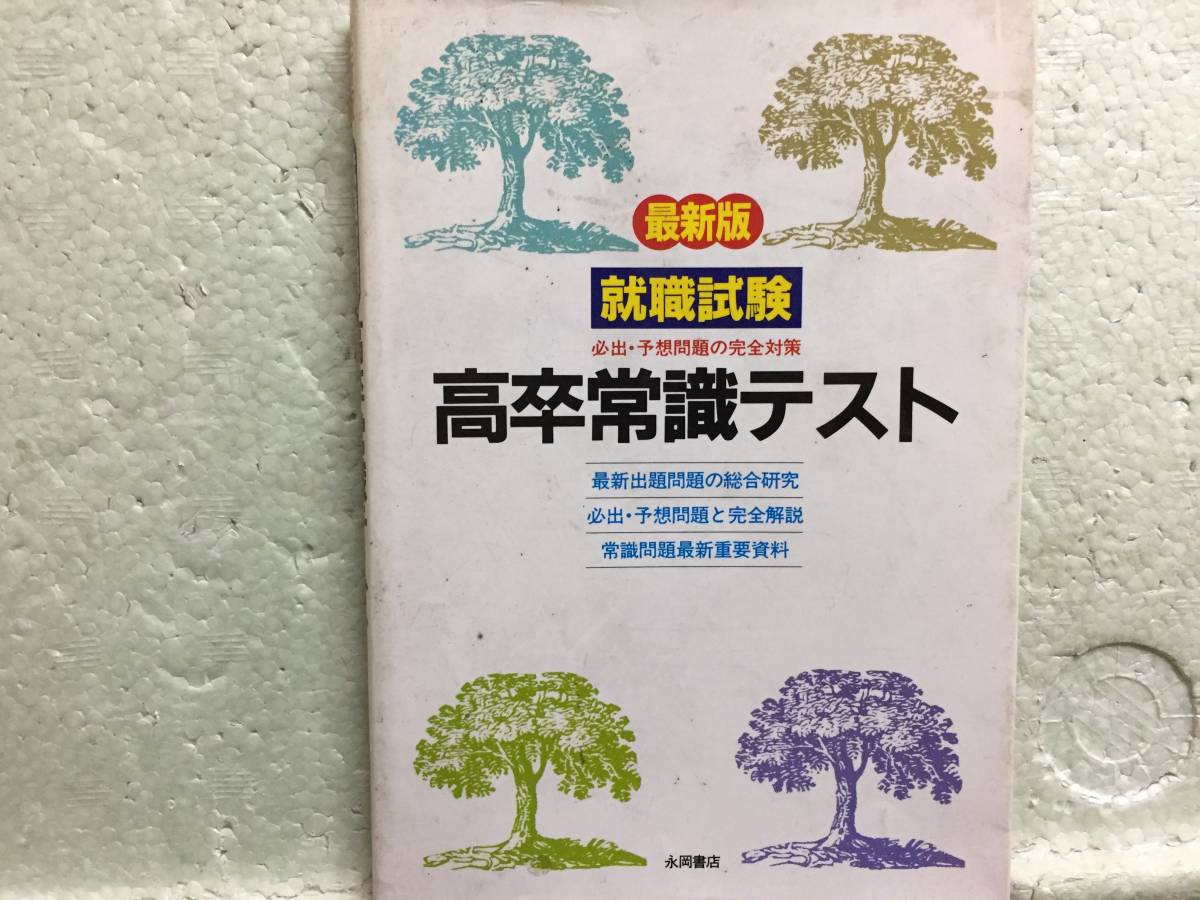 最新版
就職試験
必出・予想問題の完全対策
高卒常識テスト
最新出題問題の総合研究
必出・予想問題と完全解説
常識問題最新重要資料
永岡書店